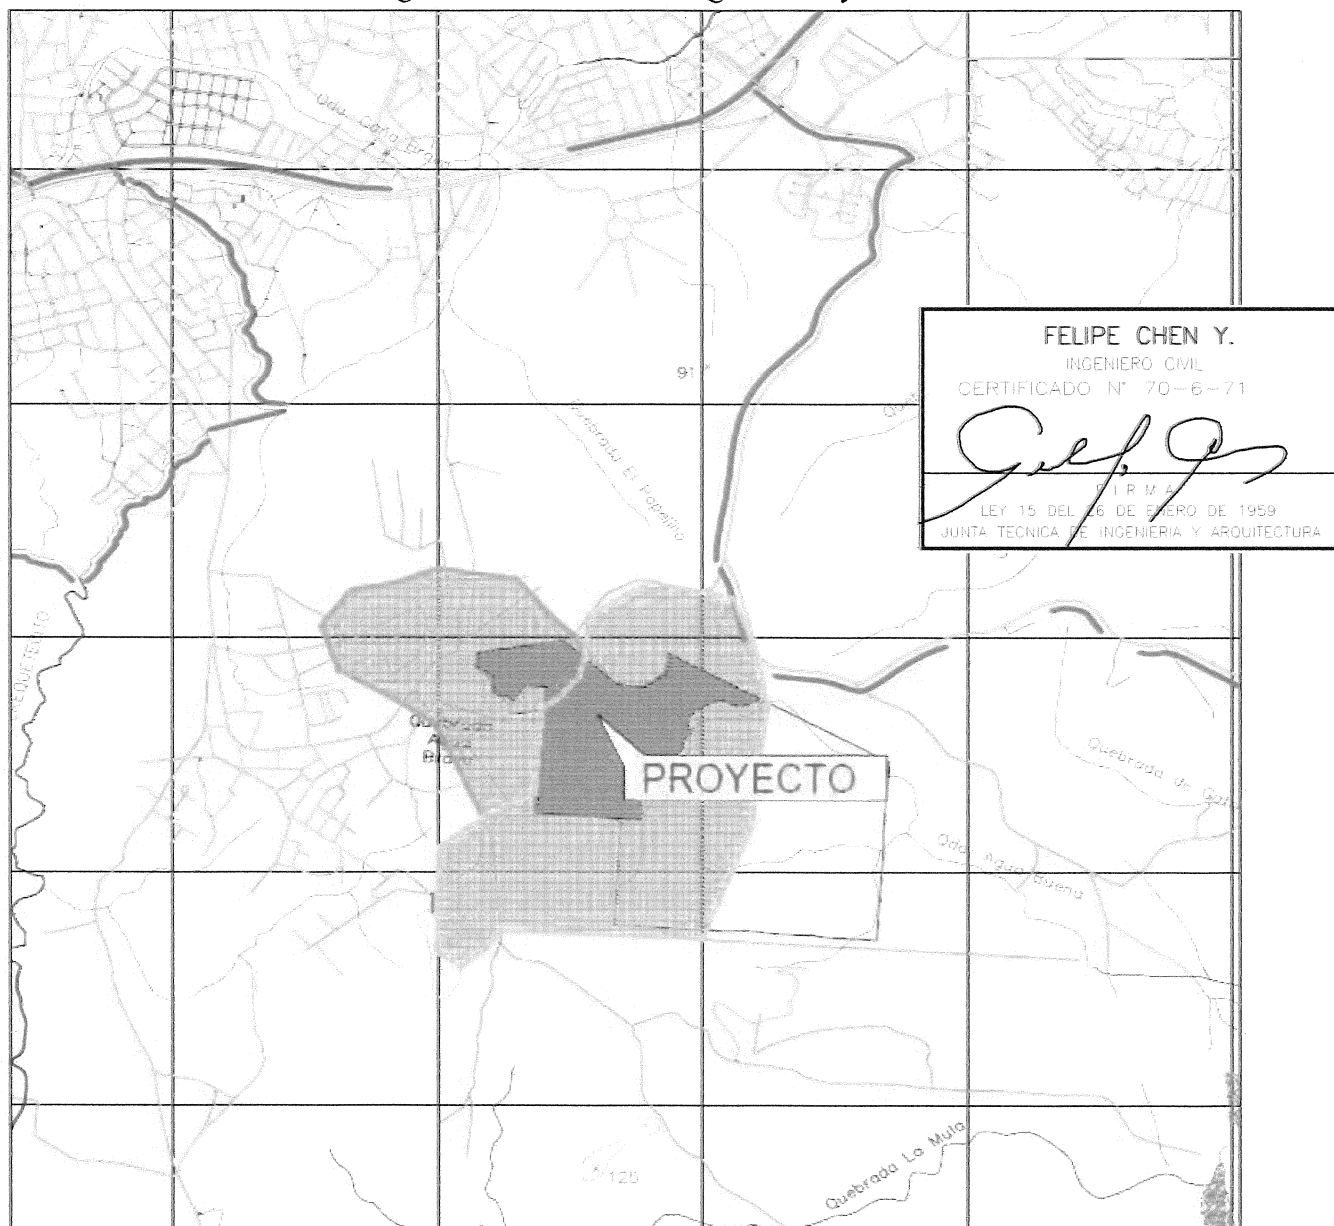 FELIPE CHEN Y.
INGENIERO CIVIL
CERTIFICADO N° 70-6-71
FIRMA
LEY 15 DEL 26 DE ENERO DE 1959
JUNTA TECNICA DE INGENIERIA Y ARQUITECTURA
91
Quebrada El
PROYECTO
Quebrada de
Qda. Agua Buena
125
Quebrada La Mula